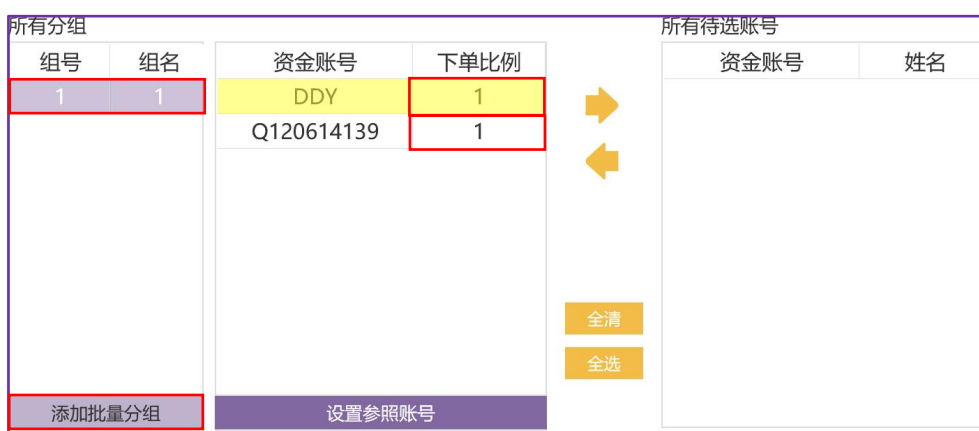 所有分组 所有待选账号
组号 组名 资金账号 下单比例 资金账号 姓名
1 1 DDY 1
Q120614139 1
全清
全选
添加批量分组 设置参照账号